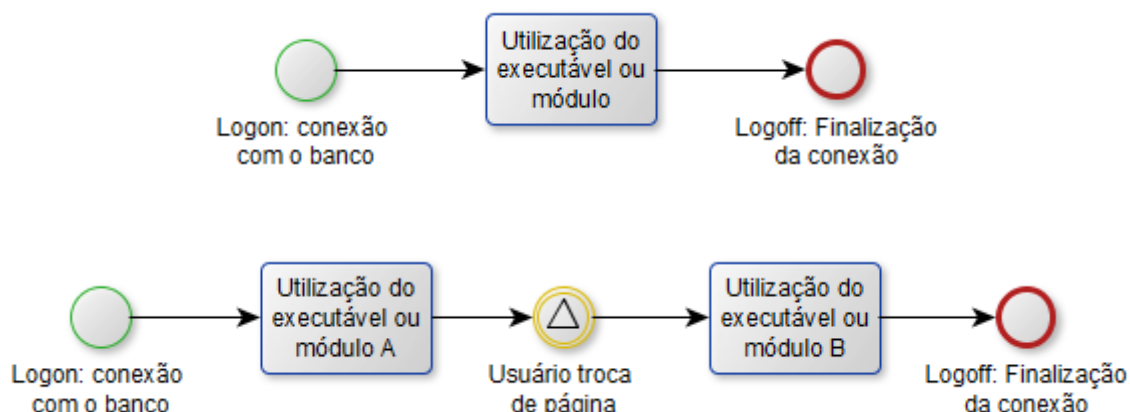 Utilização do
executável ou
módulo
Logon: conexão
com o banco
Logoff: Finalização
da conexão
Utilização do
executável ou
módulo A
Utilização do
executável ou
módulo B
Logon: conexão
com o banco
Usuário troca
de página
Logoff: Finalização
da conexão